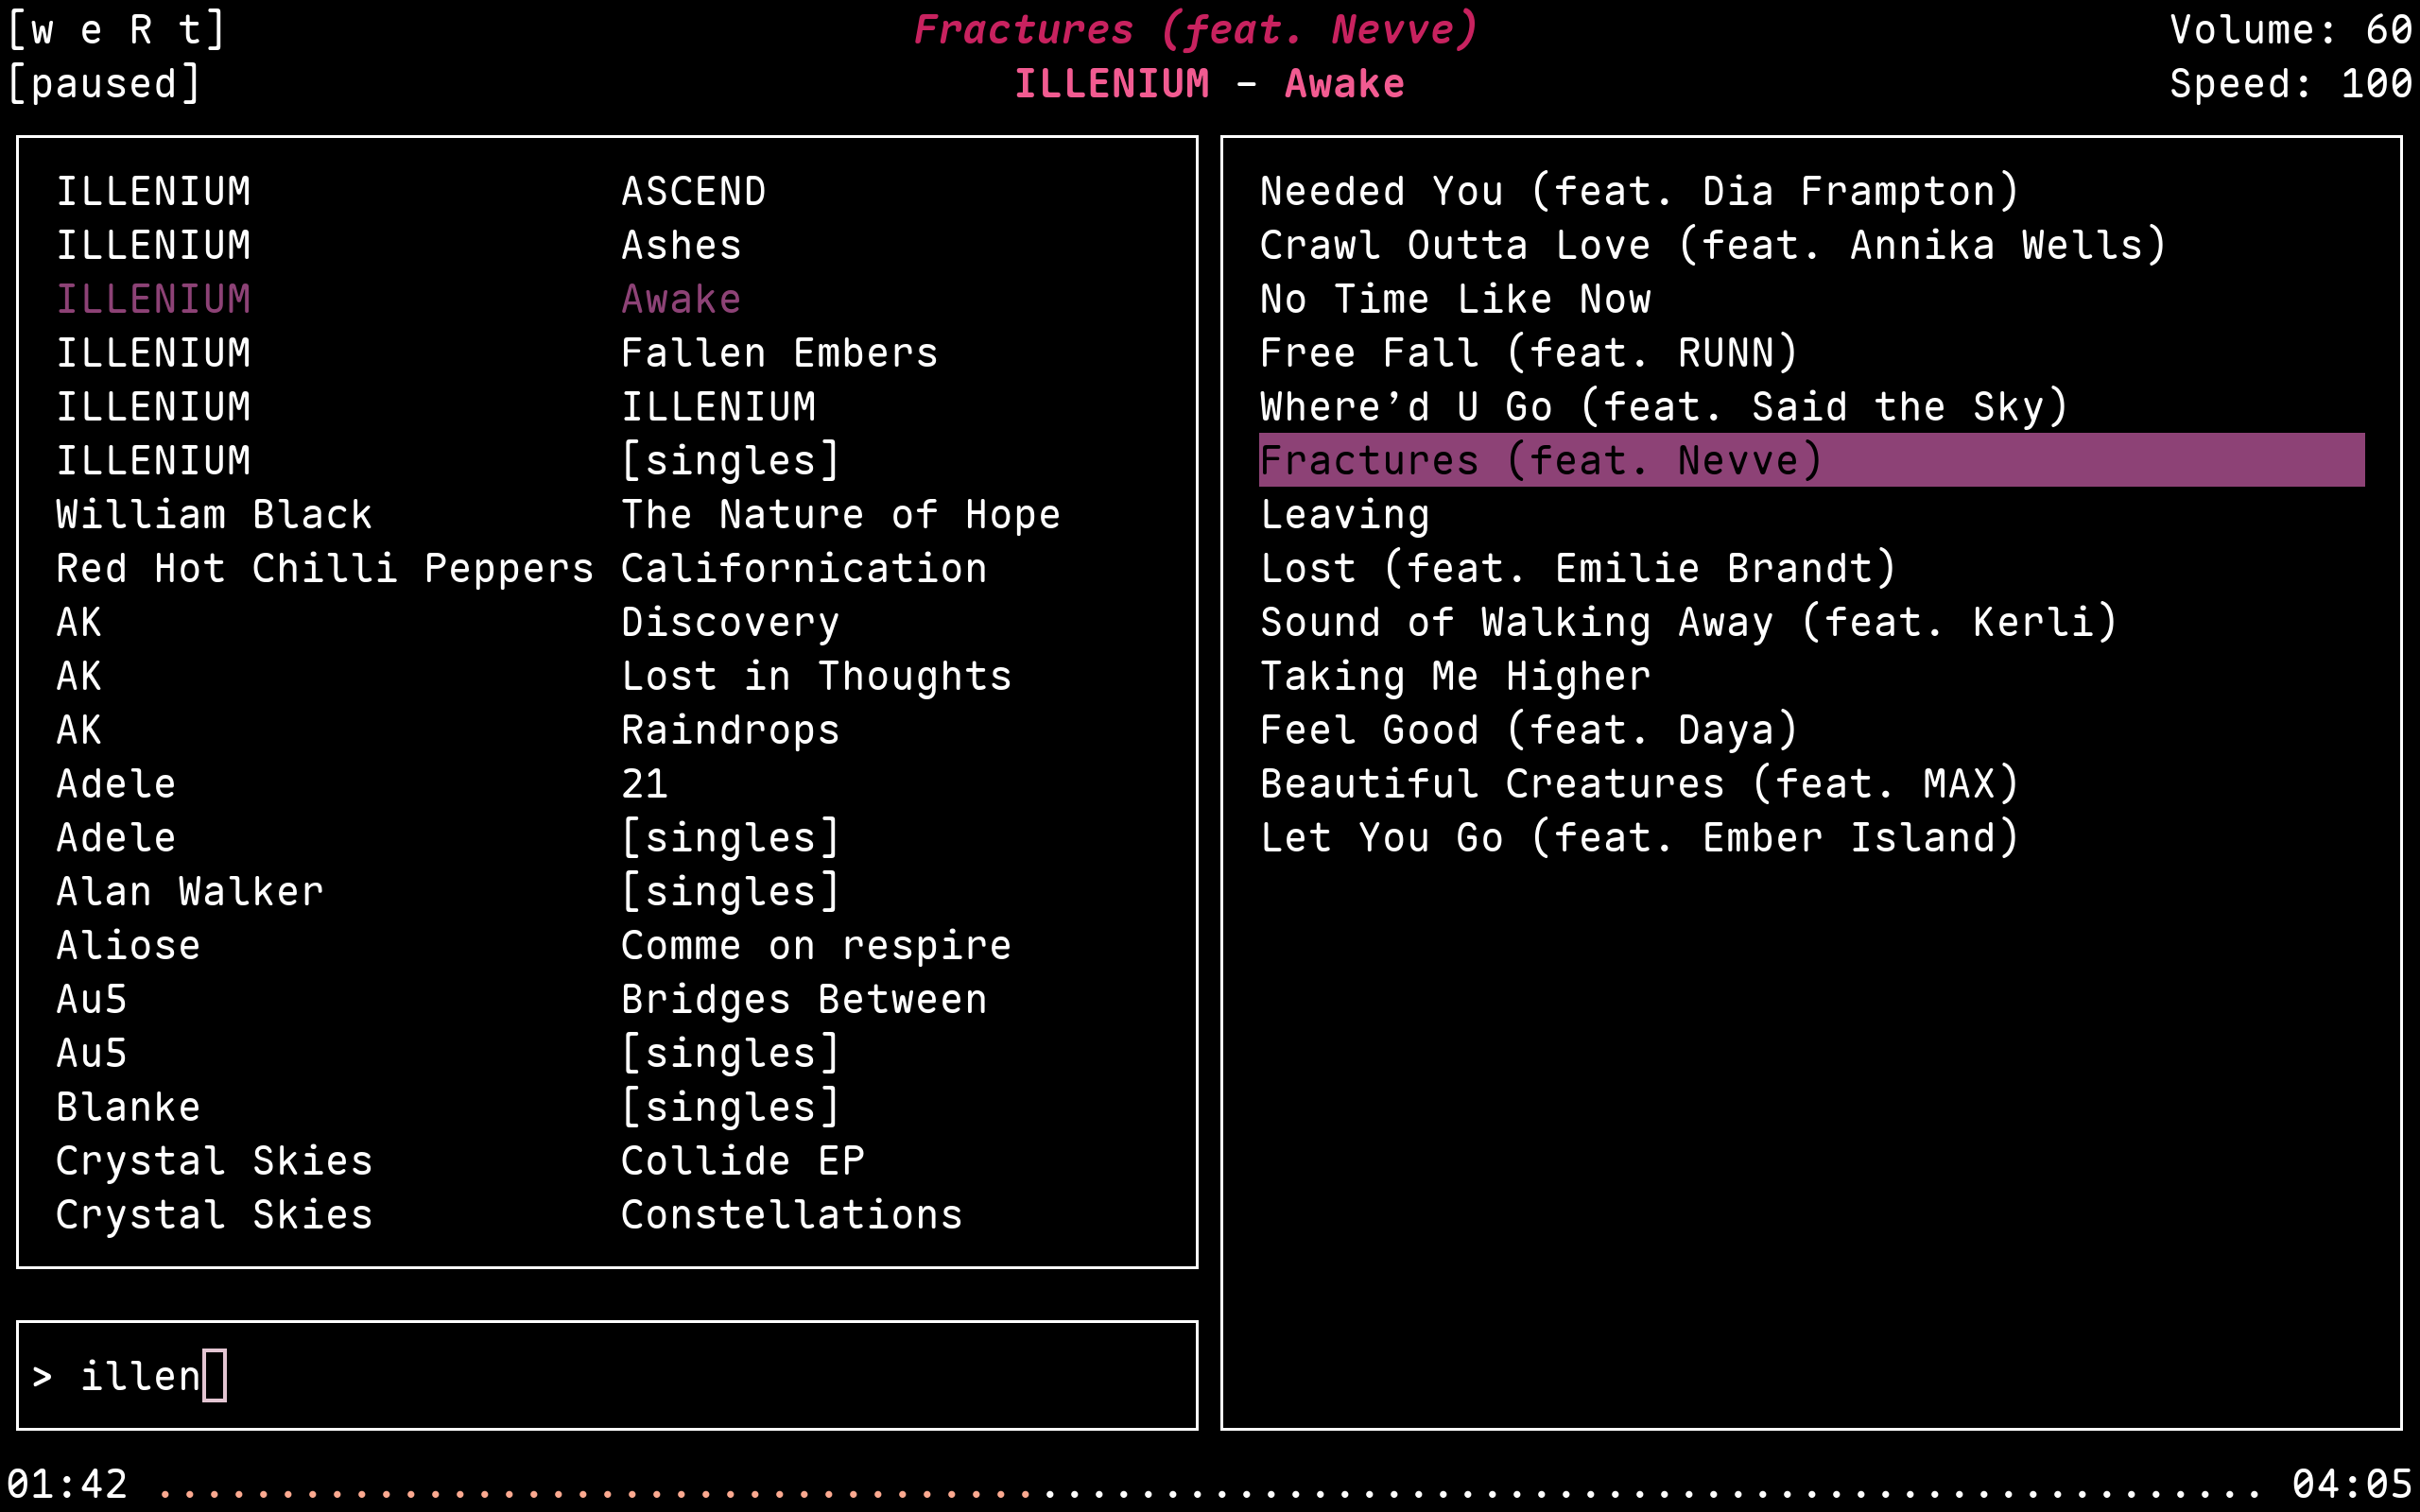 [w e R t]
Fractures (feat. Nevve)
Volume: 60
[paused]
ILLENIUM - Awake
Speed: 100
ILLENIUM ASCEND
ILLENIUM Ashes
ILLENIUM Awake
ILLENIUM Fallen Embers
ILLENIUM ILLENIUM
ILLENIUM [singles]
William Black The Nature of Hope
Red Hot Chilli Peppers Californication
AK Discovery
AK Lost in Thoughts
AK Raindrops
Adele 21
Adele [singles]
Alan Walker [singles]
Aliose Comme on respire
Au5 Bridges Between
Au5 [singles]
Blanke [singles]
Crystal Skies Collide EP
Crystal Skies Constellations
> illen
Needed You (feat. Dia Frampton)
Crawl Outta Love (feat. Annika Wells)
No Time Like Now
Free Fall (feat. RUNN)
Where’d U Go (feat. Said the Sky)
Fractures (feat. Nevve)
Leaving
Lost (feat. Emilie Brandt)
Sound of Walking Away (feat. Kerli)
Taking Me Higher
Feel Good (feat. Daya)
Beautiful Creatures (feat. MAX)
Let You Go (feat. Ember Island)
01:42 ...................................................................................... 04:05